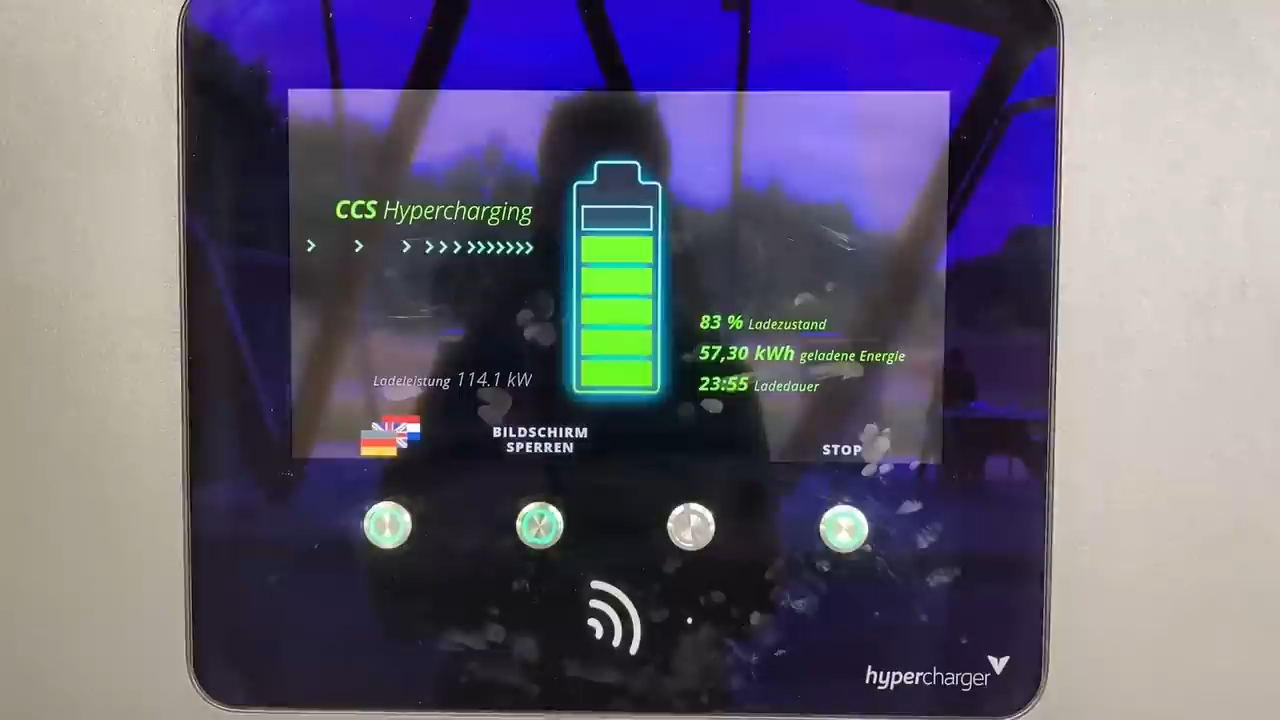 CCS Hypercharging
Ladeleistung 114.1 kW
83 % Ladezustand
57,30 kWh geladene Energie
23:55 Ladedauer
BILDSCHIRM
SPERREN
STOP
hypercharger